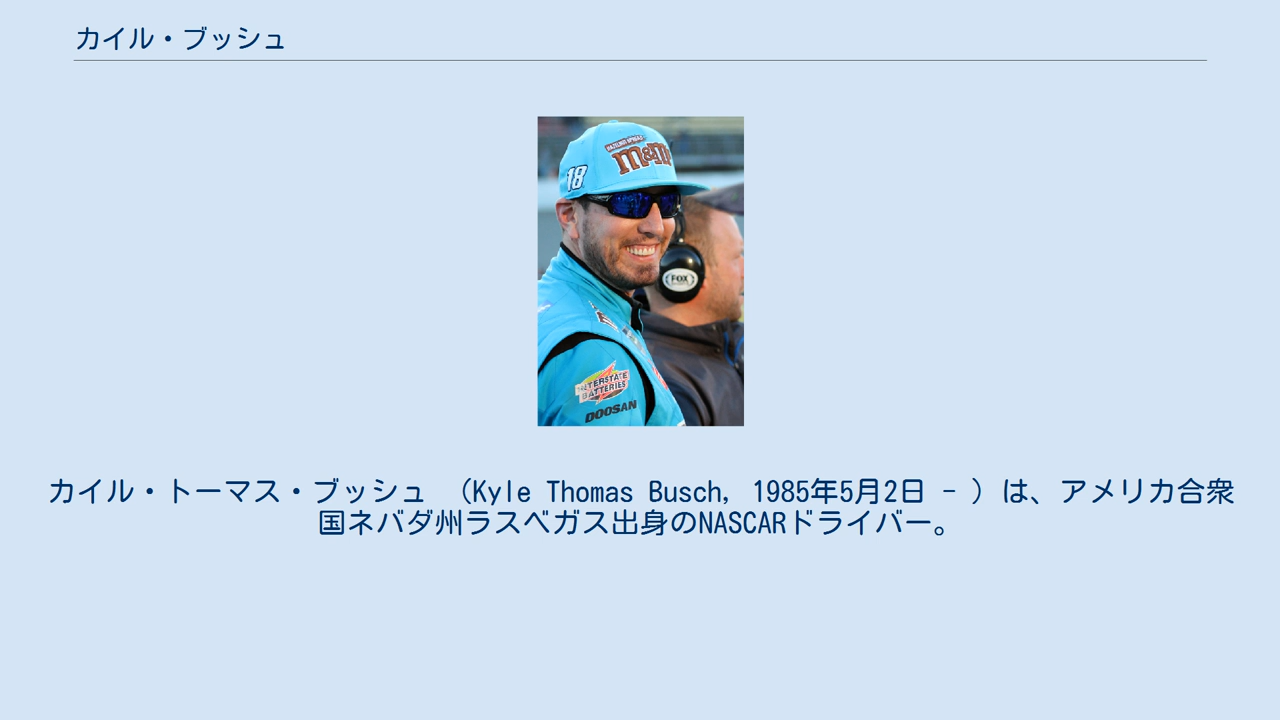 カイル・ブッシュ
HAZELNUT SPREAD
m&m's
18
FOX
SPORTS
INTERSTATE
BATTERIES
DOOSAN
カイル・トーマス・ブッシュ （Kyle Thomas Busch, 1985年5月2日 - ）は、アメリカ合衆
国ネバダ州ラスベガス出身のNASCARドライバー。